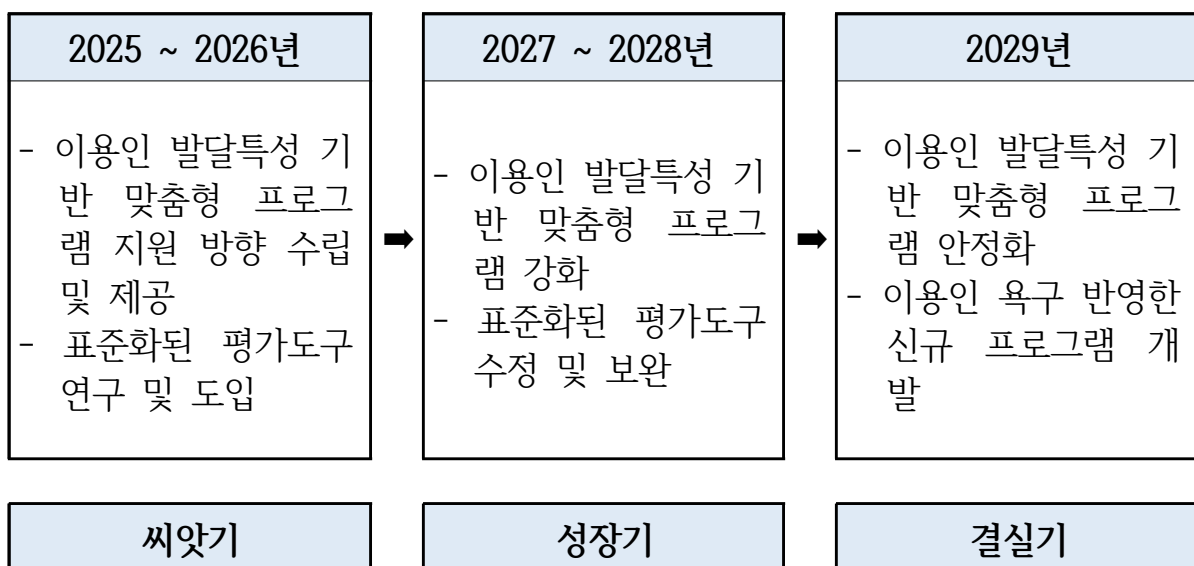 2025 ~ 2026년
- 이용인 발달특성 기
반 맞춤형 프로그
램 지원 방향 수립
및 제공
- 표준화된 평가도구
연구 및 도입
➡
2027 ~ 2028년
- 이용인 발달특성 기
반 맞춤형 프로그
램 강화
- 표준화된 평가도구
수정 및 보완
➡
2029년
- 이용인 발달특성 기
반 맞춤형 프로그
램 안정화
- 이용인 욕구 반영한
신규 프로그램 개
발
씨앗기
성장기
결실기